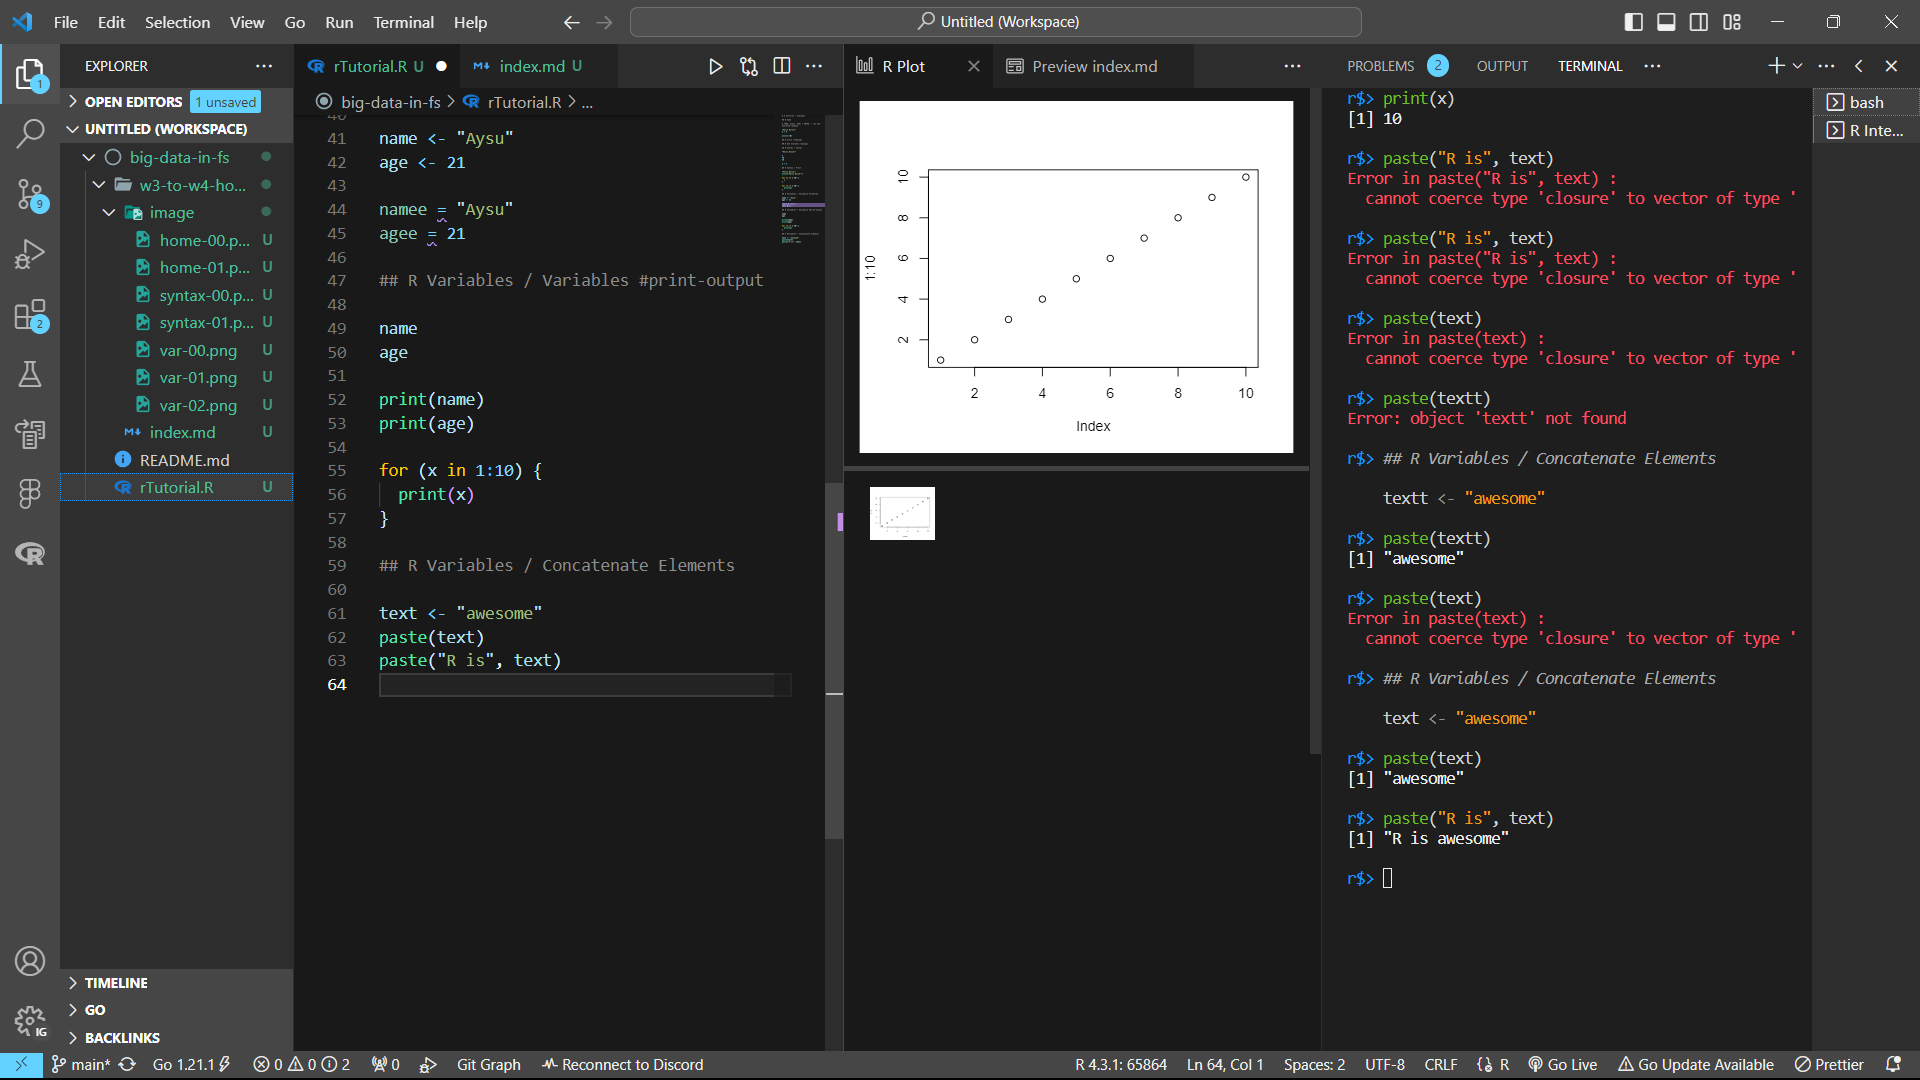 File Edit Selection View Go Run Terminal Help
Untitled (Workspace)
EXPLORER
OPEN EDITORS 1 unsaved
UNTITLED (WORKSPACE)
big-data-in-fs
w3-to-w4-ho...
image
home-00.p... U
home-01.p... U
syntax-00.p... U
syntax-01.p... U
var-00.png U
var-01.png U
var-02.png U
index.md U
README.md
rTutorial.R U
TIMELINE
GO
BACKLINKS
1
9
2
IG
rTutorial.R U
index.md U
big-data-in-fs > rTutorial.R > ...
41 name <- "Aysu"
42 age <- 21
43
44 namee = "Aysu"
45 agee = 21
46
47 ## R Variables / Variables #print-output
48
49 name
50 age
51
52 print(name)
53 print(age)
54
55 for (x in 1:10) {
56 print(x)
57 }
58
59 ## R Variables / Concatenate Elements
60
61 text <- "awesome"
62 paste(text)
63 paste("R is", text)
64
R Plot
Preview index.md
1:10
10
8
6
4
2
2 4 6 8 10
Index
PROBLEMS 2 OUTPUT TERMINAL
bash
R Inte...
r$> print(x)
[1] 10
r$> paste("R is", text)
Error in paste("R is", text) :
cannot coerce type 'closure' to vector of type '
r$> paste("R is", text)
Error in paste("R is", text) :
cannot coerce type 'closure' to vector of type '
r$> paste(text)
Error in paste(text) :
cannot coerce type 'closure' to vector of type '
r$> paste(textt)
Error: object 'textt' not found
r$> ## R Variables / Concatenate Elements
textt <- "awesome"
r$> paste(textt)
[1] "awesome"
r$> paste(text)
Error in paste(text) :
cannot coerce type 'closure' to vector of type '
r$> ## R Variables / Concatenate Elements
text <- "awesome"
r$> paste(text)
[1] "awesome"
r$> paste("R is", text)
[1] "R is awesome"
r$>
main* Go 1.21.1 0 0 2 0 Git Graph Reconnect to Discord R 4.3.1: 65864 Ln 64, Col 1 Spaces: 2 UTF-8 CRLF R Go Live Go Update Available Prettier